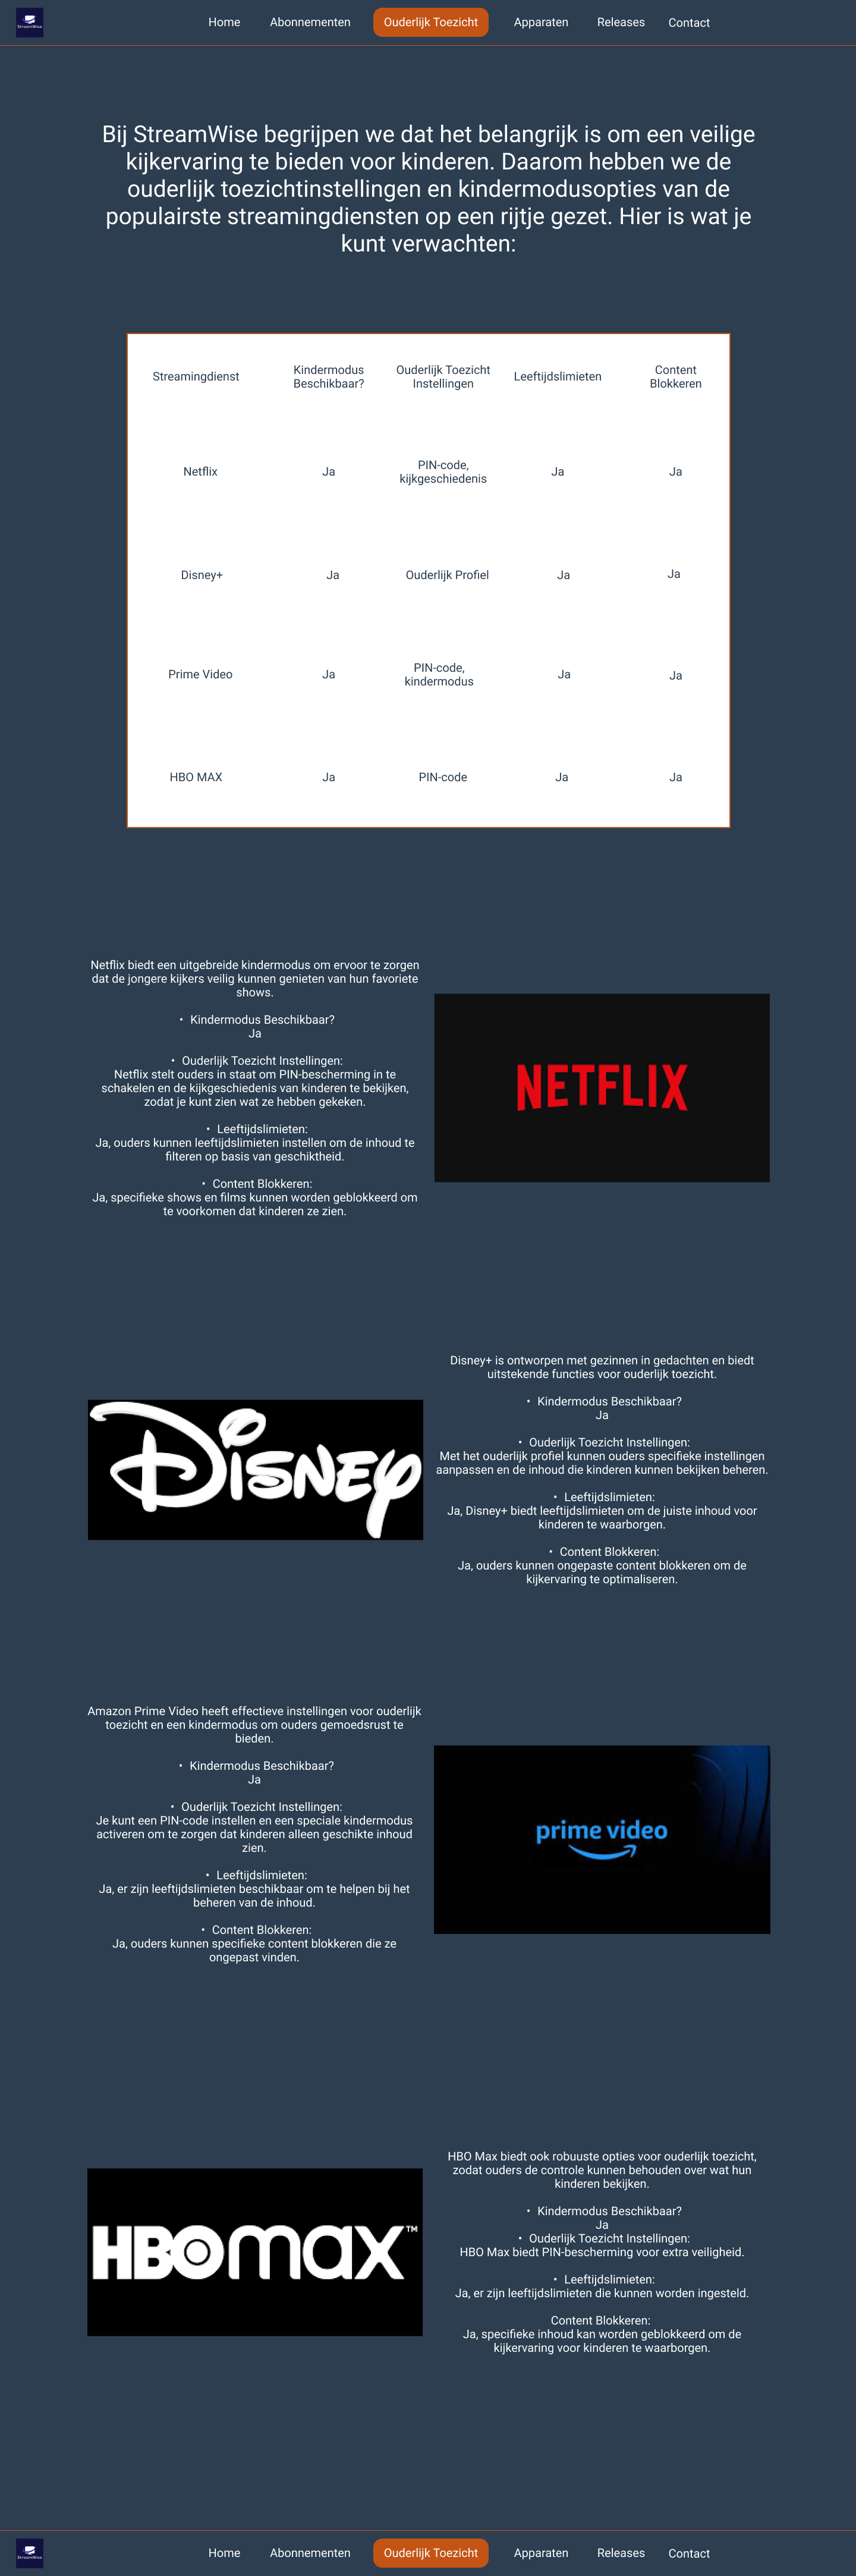 StreamWise
Home
Abonnementen
Ouderlijk Toezicht
Apparaten
Releases
Contact
Bij StreamWise begrijpen we dat het belangrijk is om een veilige
kijkervaring te bieden voor kinderen. Daarom hebben we de
ouderlijk toezichtinstellingen en kindermodusopties van de
populairste streamingdiensten op een rijtje gezet. Hier is wat je
kunt verwachten:
Streamingdienst
Kindermodus
Beschikbaar?
Ouderlijk Toezicht
Instellingen
Leeftijdslimieten
Content
Blokkeren
Netflix
Ja
PIN-code,
kijkgeschiedenis
Ja
Ja
Disney+
Ja
Ouderlijk Profiel
Ja
Ja
Prime Video
Ja
PIN-code,
kindermodus
Ja
Ja
HBO MAX
Ja
PIN-code
Ja
Ja
Netflix biedt een uitgebreide kindermodus om ervoor te zorgen
dat de jongere kijkers veilig kunnen genieten van hun favoriete
shows.
• Kindermodus Beschikbaar?
Ja
• Ouderlijk Toezicht Instellingen:
Netflix stelt ouders in staat om PIN-bescherming in te
schakelen en de kijkgeschiedenis van kinderen te bekijken,
zodat je kunt zien wat ze hebben gekeken.
• Leeftijdslimieten:
Ja, ouders kunnen leeftijdslimieten instellen om de inhoud te
filteren op basis van geschiktheid.
• Content Blokkeren:
Ja, specifieke shows en films kunnen worden geblokkeerd om
te voorkomen dat kinderen ze zien.
NETFLIX
Disney
Disney+ is ontworpen met gezinnen in gedachten en biedt
uitstekende functies voor ouderlijk toezicht.
• Kindermodus Beschikbaar?
Ja
• Ouderlijk Toezicht Instellingen:
Met het ouderlijk profiel kunnen ouders specifieke instellingen
aanpassen en de inhoud die kinderen kunnen bekijken beheren.
• Leeftijdslimieten:
Ja, Disney+ biedt leeftijdslimieten om de juiste inhoud voor
kinderen te waarborgen.
• Content Blokkeren:
Ja, ouders kunnen ongepaste content blokkeren om de
kijkervaring te optimaliseren.
Amazon Prime Video heeft effectieve instellingen voor ouderlijk
toezicht en een kindermodus om ouders gemoedsrust te
bieden.
• Kindermodus Beschikbaar?
Ja
• Ouderlijk Toezicht Instellingen:
Je kunt een PIN-code instellen en een speciale kindermodus
activeren om te zorgen dat kinderen alleen geschikte inhoud
zien.
• Leeftijdslimieten:
Ja, er zijn leeftijdslimieten beschikbaar om te helpen bij het
beheren van de inhoud.
• Content Blokkeren:
Ja, ouders kunnen specifieke content blokkeren die ze
ongepast vinden.
prime video
HBOmax™
HBO Max biedt ook robuuste opties voor ouderlijk toezicht,
zodat ouders de controle kunnen behouden over wat hun
kinderen bekijken.
• Kindermodus Beschikbaar?
Ja
• Ouderlijk Toezicht Instellingen:
HBO Max biedt PIN-bescherming voor extra veiligheid.
• Leeftijdslimieten:
Ja, er zijn leeftijdslimieten die kunnen worden ingesteld.
Content Blokkeren:
Ja, specifieke inhoud kan worden geblokkeerd om de
kijkervaring voor kinderen te waarborgen.
StreamWise
Home
Abonnementen
Ouderlijk Toezicht
Apparaten
Releases
Contact